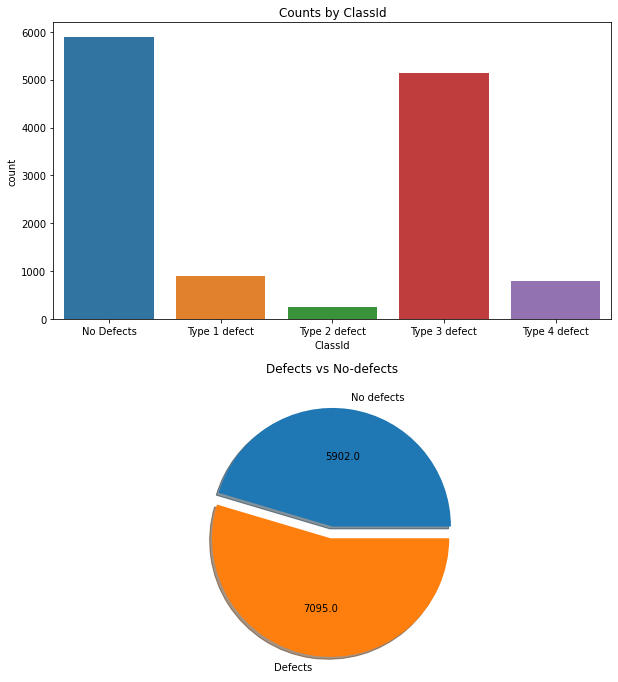 Counts by ClassId
6000
5000
4000
3000
2000
1000
0
count
No Defects Type 1 defect Type 2 defect Type 3 defect Type 4 defect
ClassId
Defects vs No-defects
No defects
5902.0
7095.0
Defects